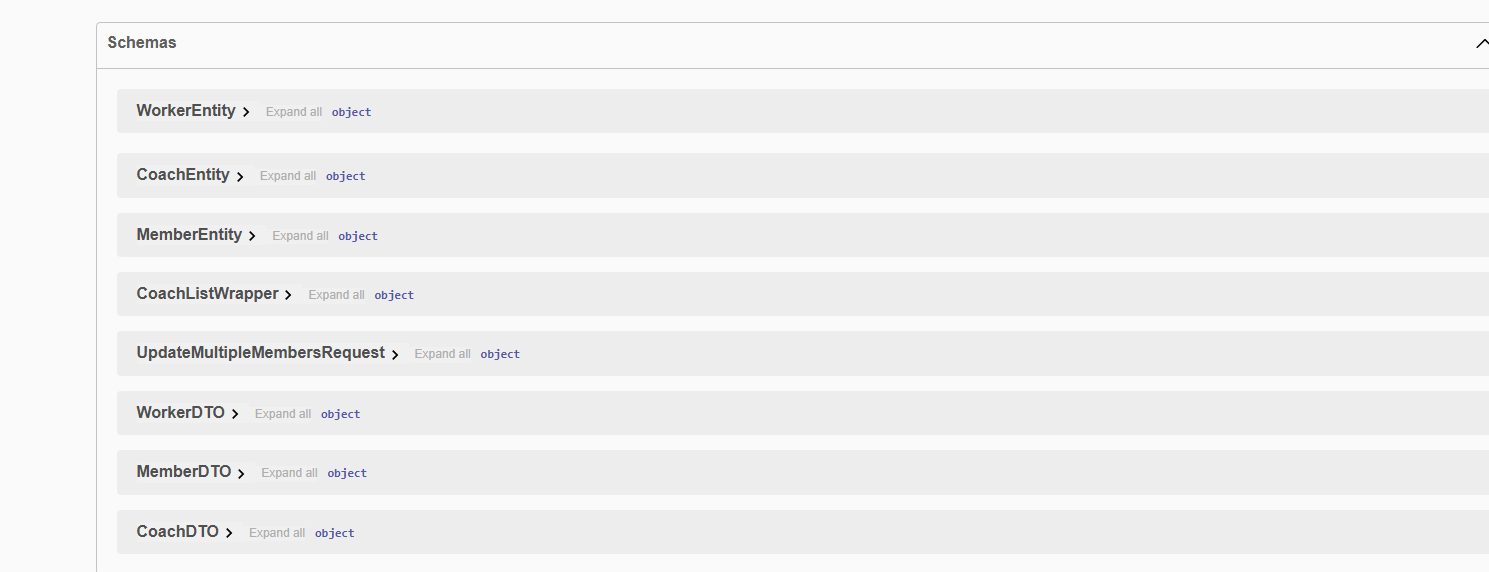 Schemas
WorkerEntity Expand all object
CoachEntity Expand all object
MemberEntity Expand all object
CoachListWrapper Expand all object
UpdateMultipleMembersRequest Expand all object
WorkerDTO Expand all object
MemberDTO Expand all object
CoachDTO Expand all object